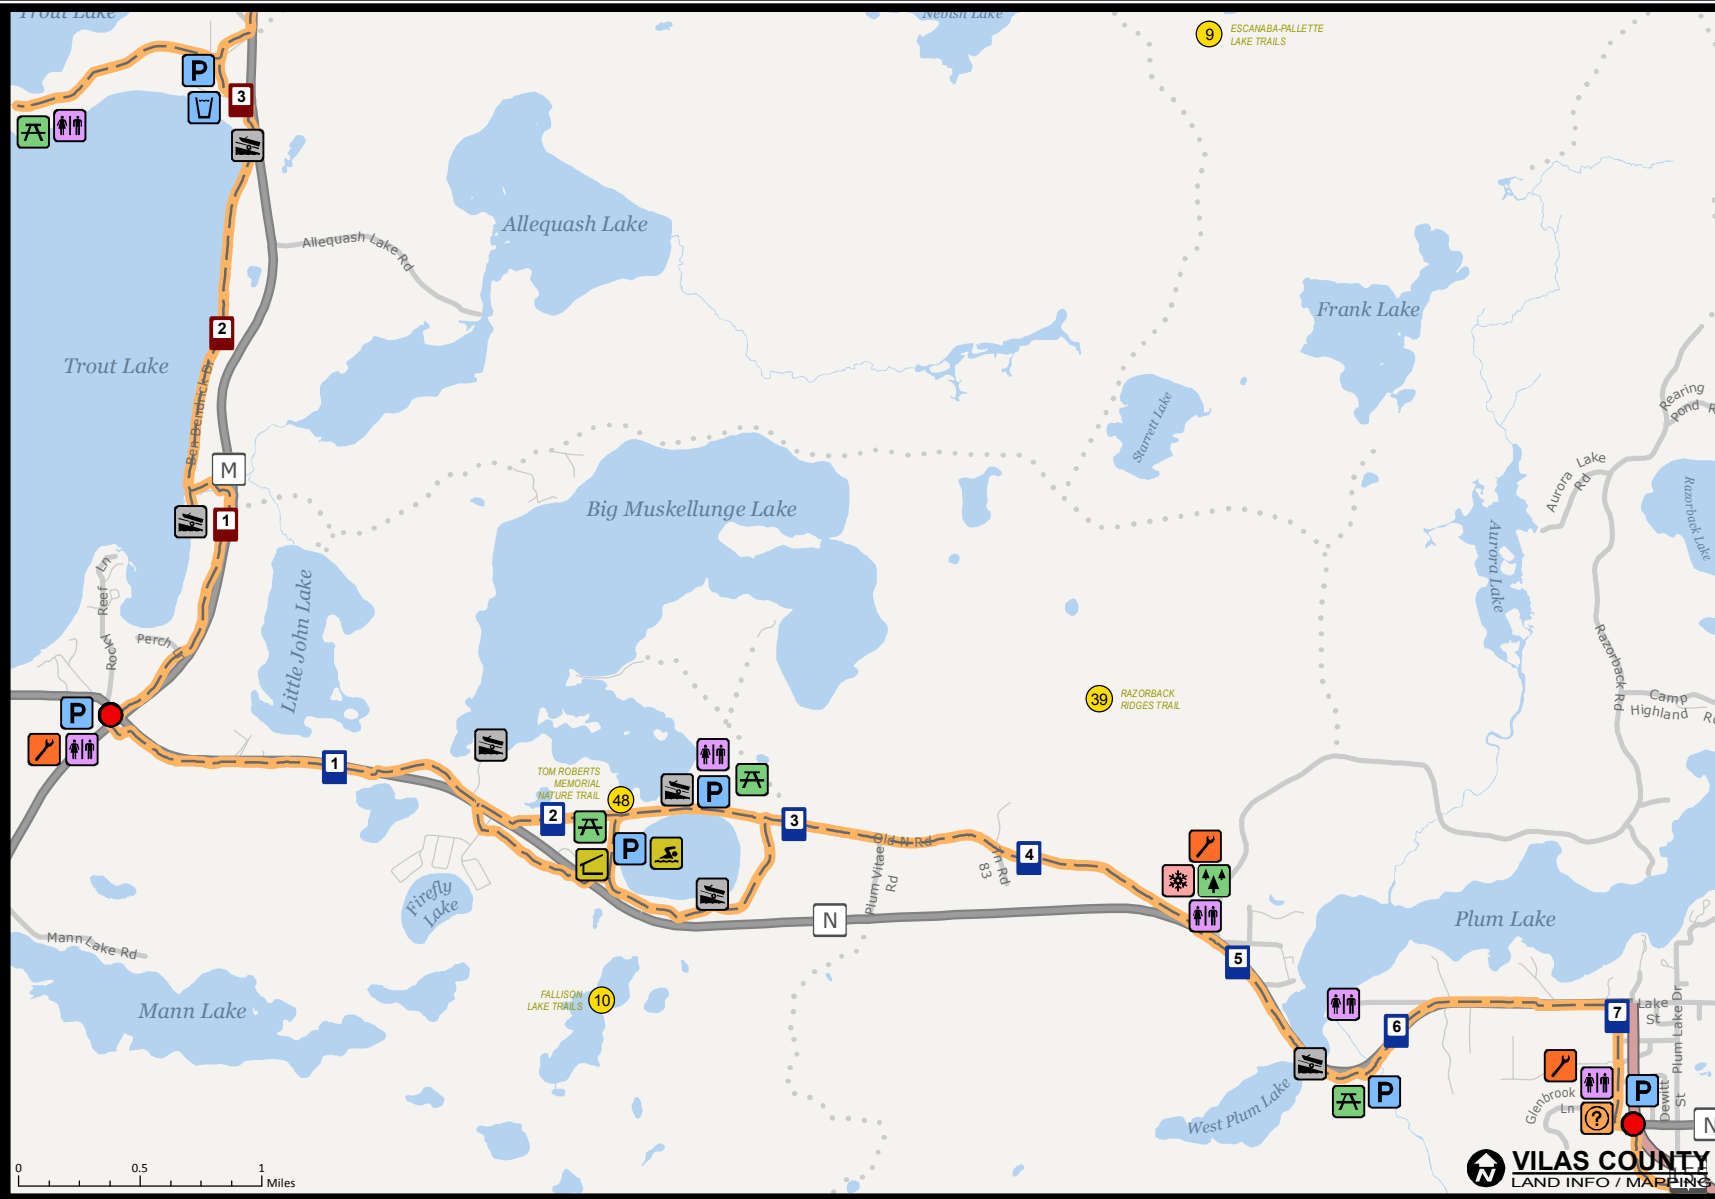 Trout Lake
Nebish Lake
9
ESCANABA-PALLETTE
LAKE TRAILS
P
3
Allequash Lake
Allequash Lake Rd
Frank Lake
2
Trout Lake
Ben Bendrick Dr
Starrett Lake
Rearing
Pond
M
Aurora Lake
Rd
Razorback Lake
Big Muskellunge Lake
1
Aurora Lake
Rocky Reef Ln
Little John Lake
Perch
Razorback Rd
39
RAZORBACK
RIDGES TRAIL
Camp
Highland
P
1
TOM ROBERTS
MEMORIAL
NATURE TRAIL
48
P
2
3
P
Old N Rd
4
Plum Vitae
Rd
Tn Rd
83
Firefly
Lake
N
Plum Lake
Mann Lake Rd
5
FALLISON
LAKE TRAILS
10
Mann Lake
Lake
St
7
6
Plum Lake Dr
West Plum Lake
P
Glenbrook
Ln
P
?
Dewitt
St
N
0 0.5 1
Miles
N
VILAS COUNTY
LAND INFO / MAPPING